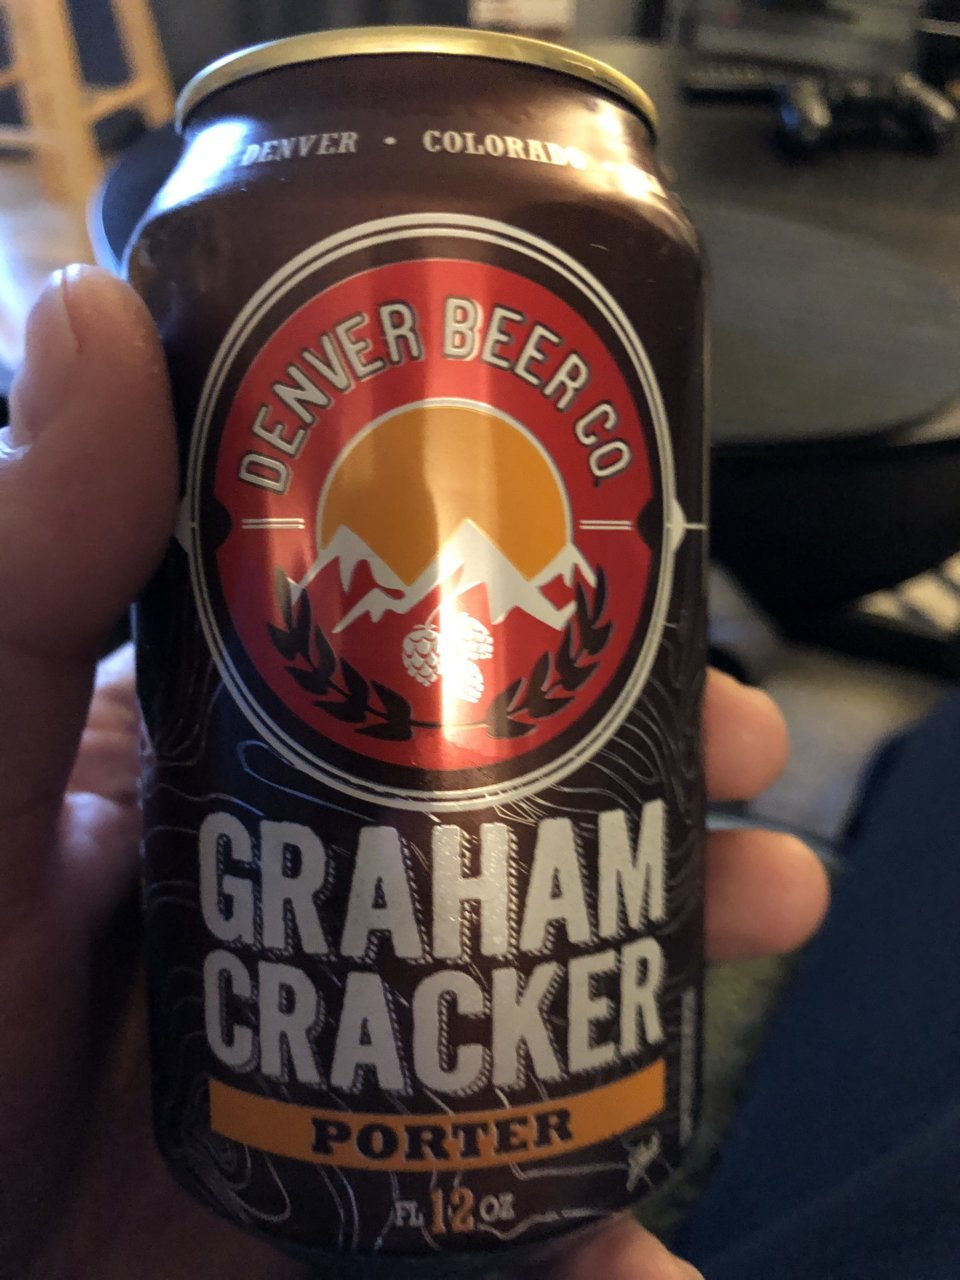 DENVER • COLORADO
DENVER BEER CO
GRAHAM
CRACKER
PORTER
FL 12 OZ